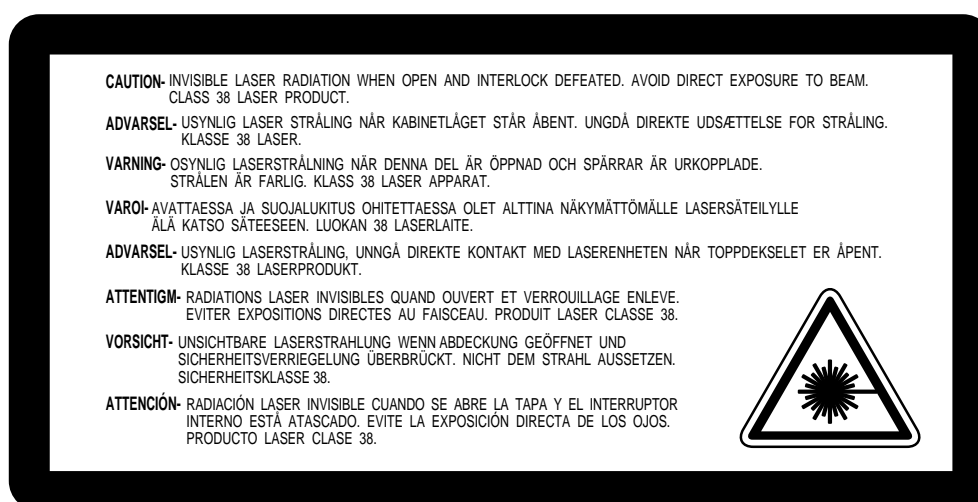 CAUTION- INVISIBLE LASER RADIATION WHEN OPEN AND INTERLOCK DEFEATED. AVOID DIRECT EXPOSURE TO BEAM.
CLASS 38 LASER PRODUCT.
ADVARSEL- USYNLIG LASER STRÅLING NÅR KABINETLÅGET STÅR ÅBENT. UNGDÅ DIREKTE UDSÆTTELSE FOR STRÅLING.
KLASSE 38 LASER.
VARNING- OSYNLIG LASERSTRÅLNING NÄR DENNA DEL ÄR ÖPPNAD OCH SPÄRRAR ÄR URKOPPLADE.
STRÅLEN ÄR FARLIG. KLASS 38 LASER APPARAT.
VAROI- AVATTAESSA JA SUOJALUKITUS OHITETTAESSA OLET ALTTINA NÄKYMÄTTÖMÄLLE LASERSÄTEILYLLE
ÄLÄ KATSO SÄTEESEEN. LUOKAN 38 LASERLAITE.
ADVARSEL- USYNLIG LASERSTRÅLING, UNNGÅ DIREKTE KONTAKT MED LASERENHETEN NÅR TOPPDEKSELET ER ÅPENT.
KLASSE 38 LASERPRODUKT.
ATTENTIGM- RADIATIONS LASER INVISIBLES QUAND OUVERT ET VERROUILLAGE ENLEVE.
EVITER EXPOSITIONS DIRECTES AU FAISCEAU. PRODUIT LASER CLASSE 38.
VORSICHT- UNSICHTBARE LASERSTRAHLUNG WENN ABDECKUNG GEÖFFNET UND
SICHERHEITSVERRIEGELUNG ÜBERBRÜCKT. NICHT DEM STRAHL AUSSETZEN.
SICHERHEITSKLASSE 38.
ATTENCIÓN- RADIACIÓN LASER INVISIBLE CUANDO SE ABRE LA TAPA Y EL INTERRUPTOR
INTERNO ESTÁ ATASCADO. EVITE LA EXPOSICIÓN DIRECTA DE LOS OJOS.
PRODUCTO LASER CLASE 38.